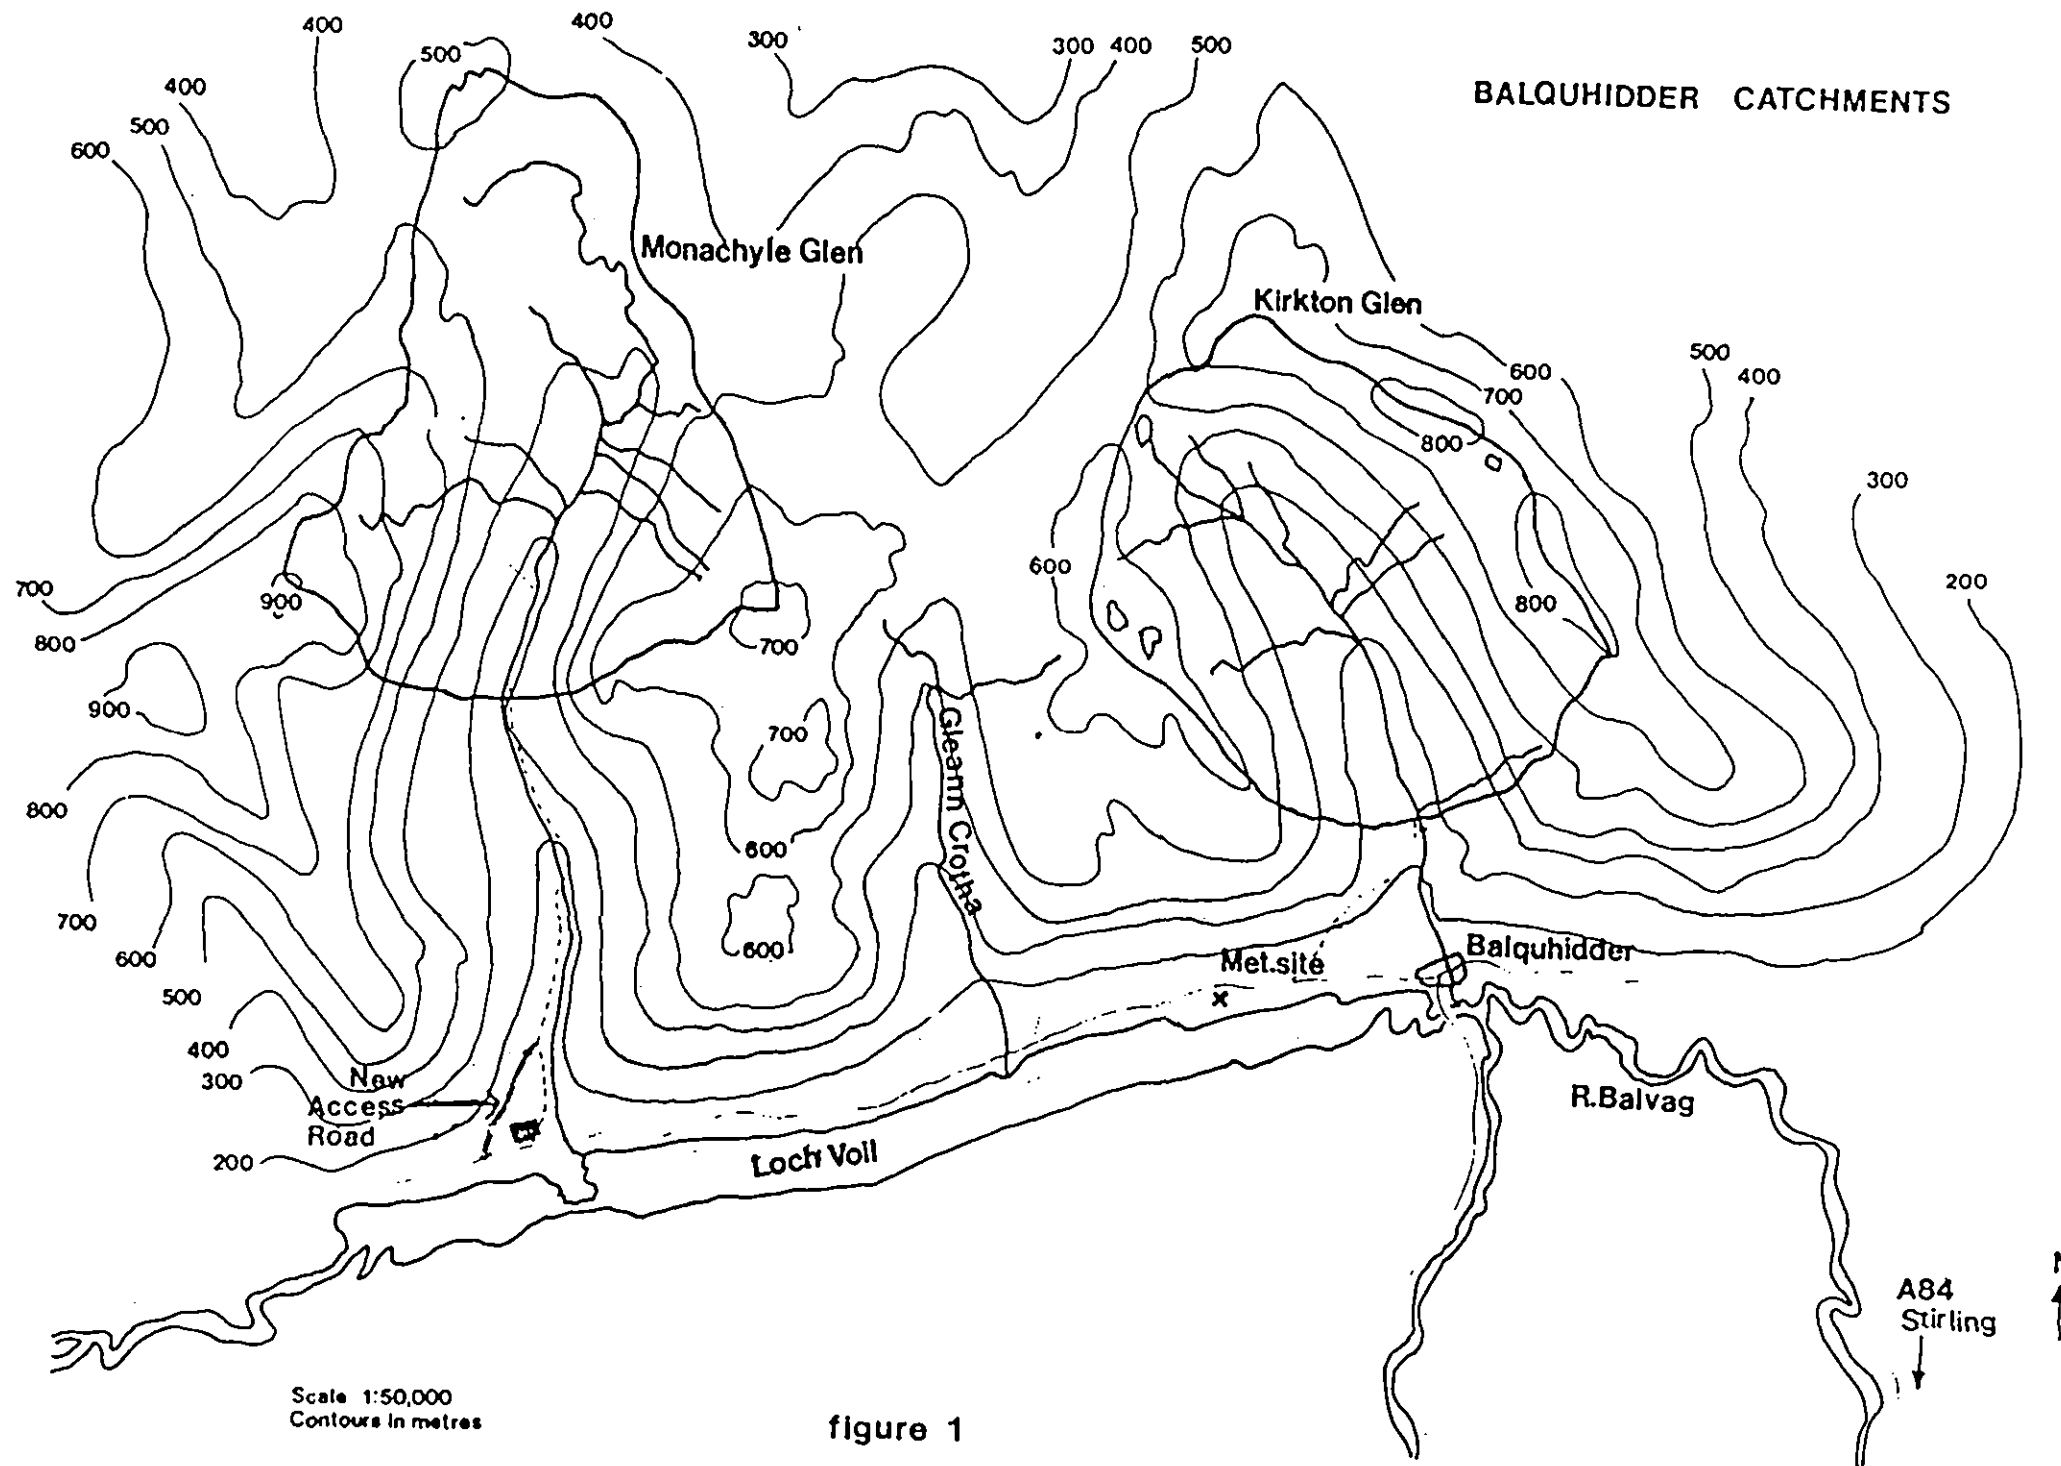 400
400
500
400
300
300 400
500
BALQUHIDDER CATCHMENTS
400
500
600
Monachyle Glen
Kirkton Glen
500
400
600
700
800
300
200
600
800
700
800
900
700
900
700
Gleann Crotha
800
600
600
700
600
500
400
300
200
New
Access
Road
Met.site
Balquhidder
R.Balvag
Loch Voil
A84
Stirling
Scale 1:50,000
Contours in metres
figure 1